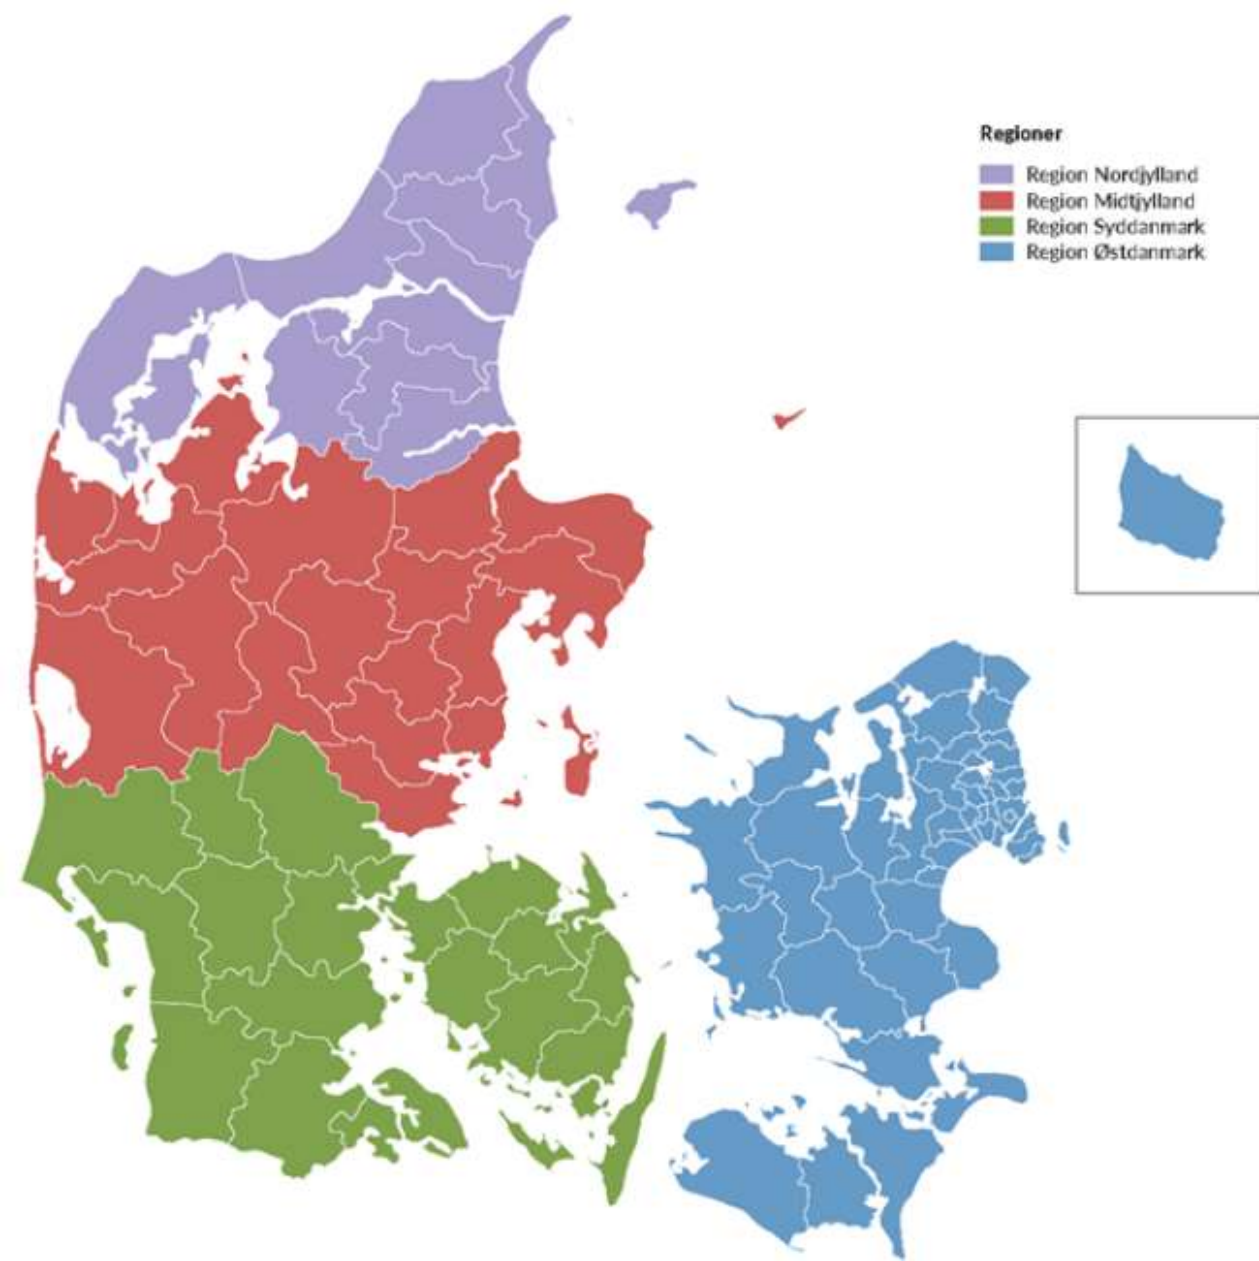 Regioner
Region Nordjylland
Region Midtjylland
Region Syddanmark
Region Østdanmark